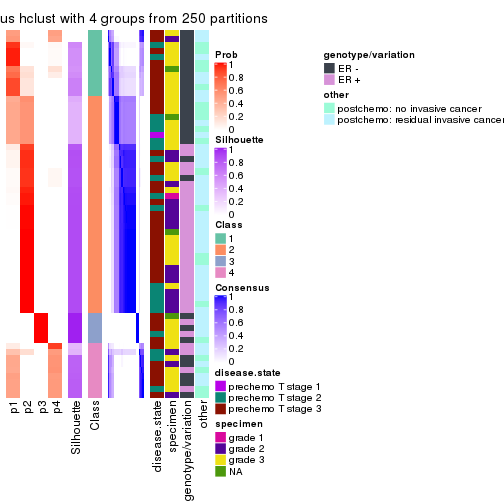 us hclust with 4 groups from 250 partitions
Prob
1
0.8
0.6
0.4
0.2
0
Silhouette
1
0.8
0.6
0.4
0.2
0
Class
1
2
3
4
Consensus
1
0.8
0.6
0.4
0.2
0
disease.state
prechemo T stage 1
prechemo T stage 2
prechemo T stage 3
specimen
grade 1
grade 2
grade 3
NA
genotype/variation
ER -
ER +
other
postchemo: no invasive cancer
postchemo: residual invasive cancer
p1
p2
p3
p4
Silhouette
Class
disease.state
specimen
genotype/variation
other